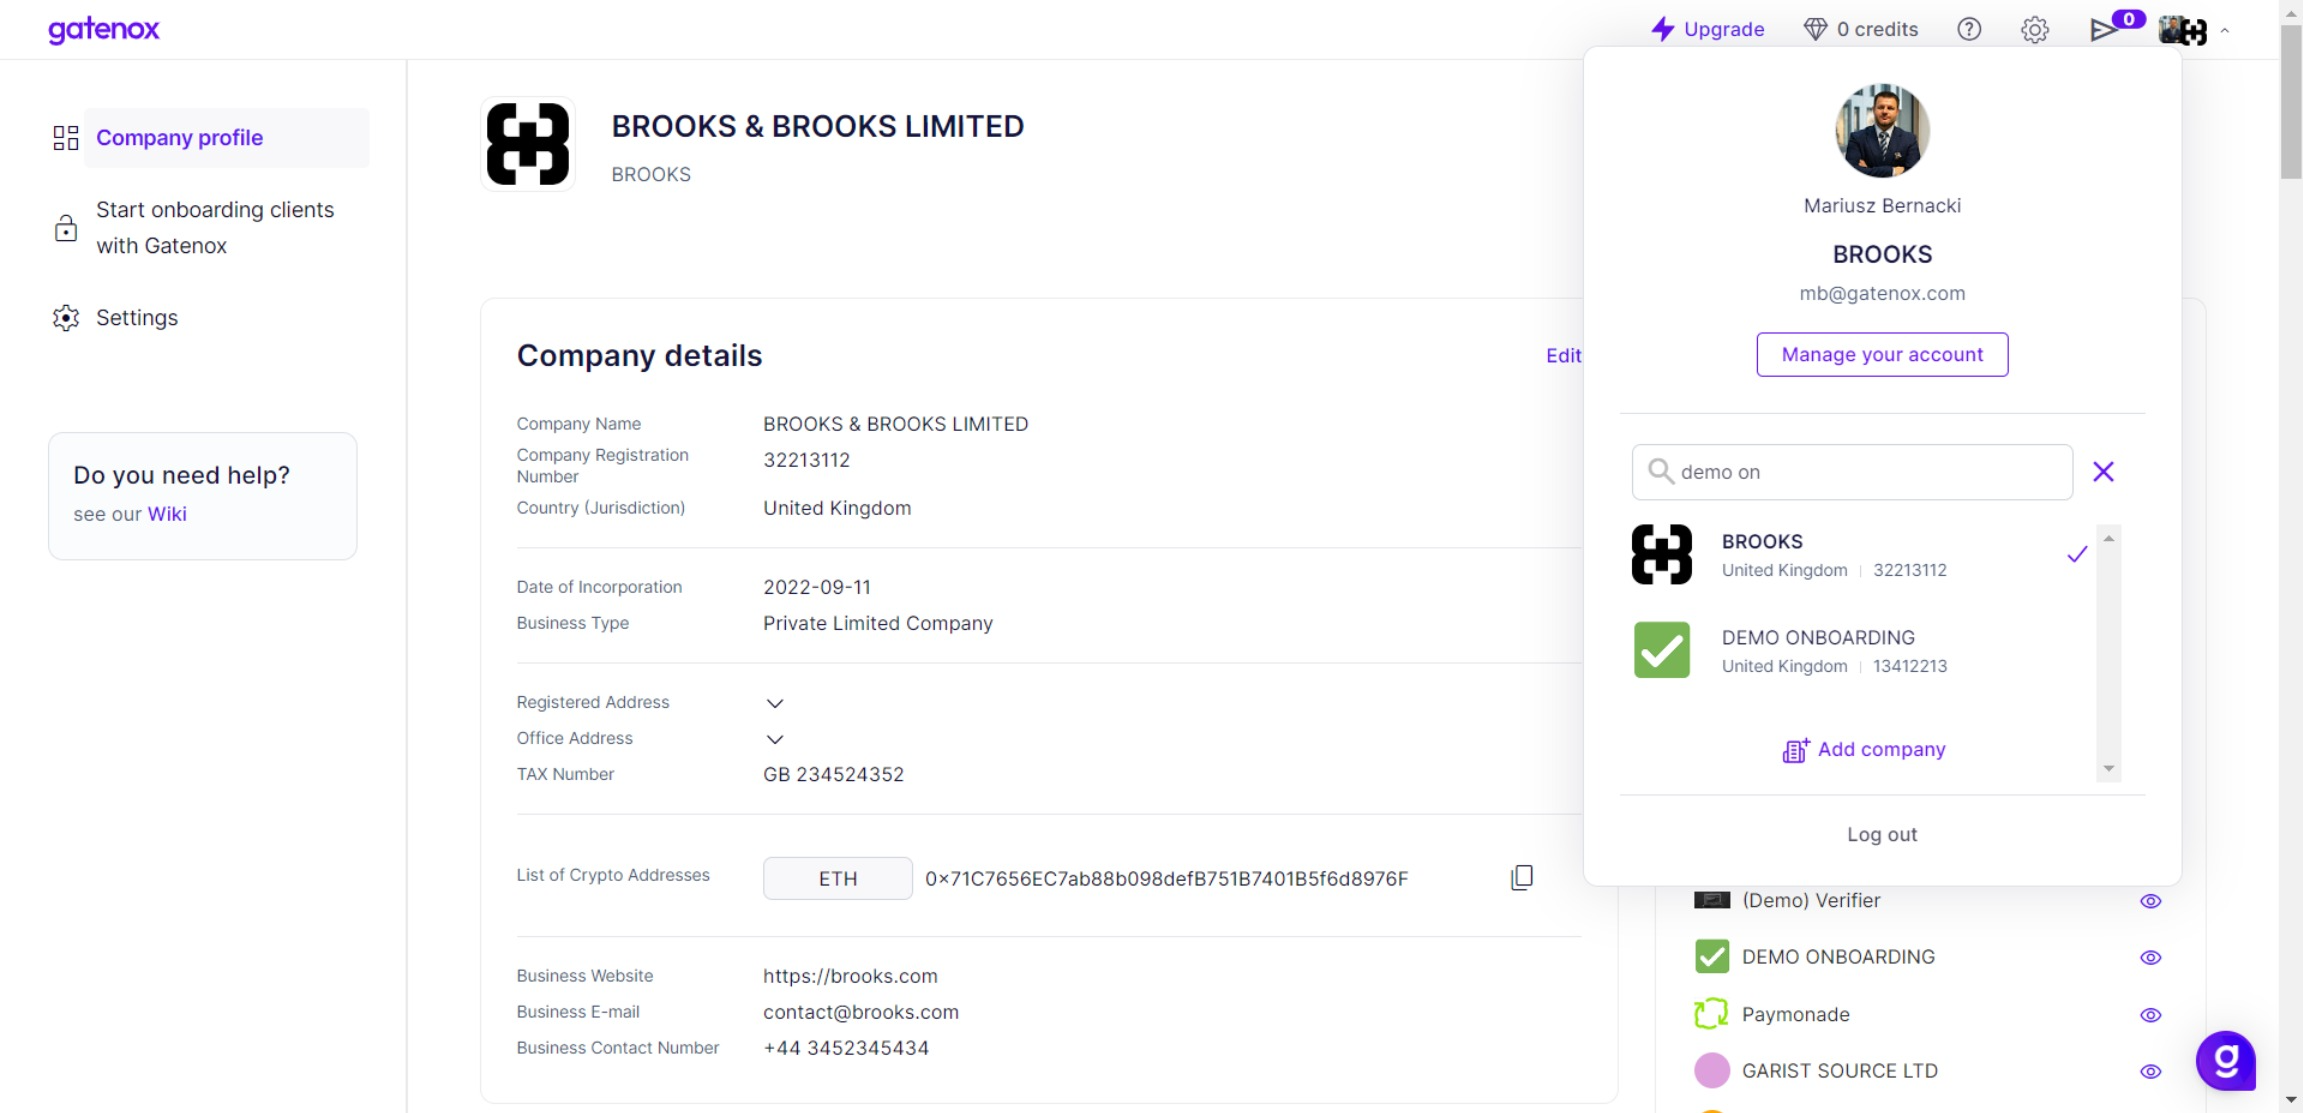 gatenox
Upgrade
0 credits
0
Company profile
Start onboarding clients
with Gatenox
Settings
Do you need help?
see our Wiki
BROOKS & BROOKS LIMITED
BROOKS
Company details
Edit
Company Name BROOKS & BROOKS LIMITED
Company Registration
Number
32213112
Country (Jurisdiction) United Kingdom
Date of Incorporation 2022-09-11
Business Type Private Limited Company
Registered Address
Office Address
TAX Number GB 234524352
List of Crypto Addresses ETH 0x71C7656EC7ab88b098defB751B7401B5f6d8976F
Business Website https://brooks.com
Business E-mail contact@brooks.com
Business Contact Number +44 3452345434
Mariusz Bernacki
BROOKS
mb@gatenox.com
Manage your account
demo on
BROOKS
United Kingdom | 32213112
DEMO ONBOARDING
United Kingdom | 13412213
Add company
Log out
(Demo) Verifier
DEMO ONBOARDING
Paymonade
GARIST SOURCE LTD
g